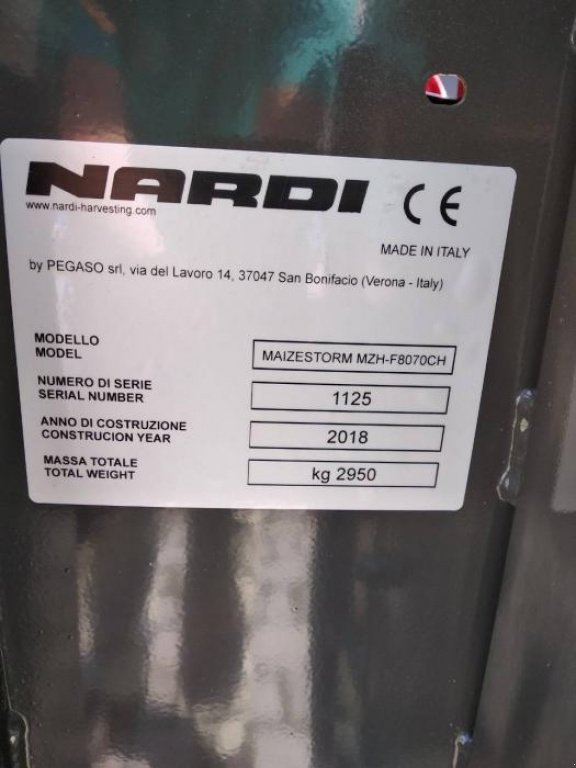 NARDI CE
www.nardi-harvesting.com
MADE IN ITALY
by PEGASO srl, via del Lavoro 14, 37047 San Bonifacio (Verona - Italy)
MODELLO
MODEL
MAIZESTORM MZH-F8070CH
NUMERO DI SERIE
SERIAL NUMBER
1125
ANNO DI COSTRUZIONE
CONSTRUCION YEAR
2018
MASSA TOTALE
TOTAL WEIGHT
kg 2950